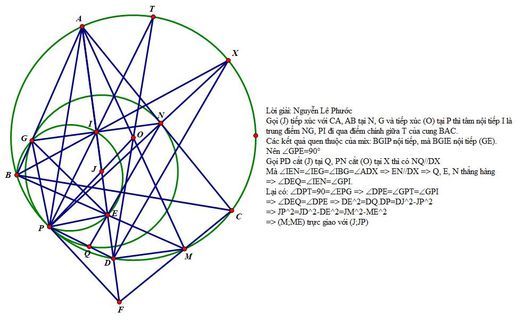 A
T
X
I
N
G
O
J
B
E
C
P
Q
D
M
F
Lời giải: Nguyễn Lê Phước
Gọi (J) tiếp xúc với CA, AB tại N, G và tiếp xúc (O) tại P thì tâm nội tiếp I là
trung điểm NG, PI đi qua điểm chính giữa T của cung BAC.
Các kết quả quen thuộc của mix: BGIP nội tiếp, mà BGIE nội tiếp (GE).
Nên ∠GPE=90°
Gọi PD cắt (J) tại Q, PN cắt (O) tại X thì có NQ//DX
Mà ∠IEN=∠IEG=∠IBG=∠ADX => EN//DX => Q, E, N thẳng hàng
=> ∠DEQ=∠IEN=∠GPI.
Lại có: ∠DPT=90=∠EPG => ∠DPE=∠GPT=∠GPI
=> ∠DEQ=∠DPE => DE^2=DQ.DP=DJ^2-JP^2
=> JP^2=JD^2-DE^2=JM^2-ME^2
=> (M;ME) trực giao với (J;JP)